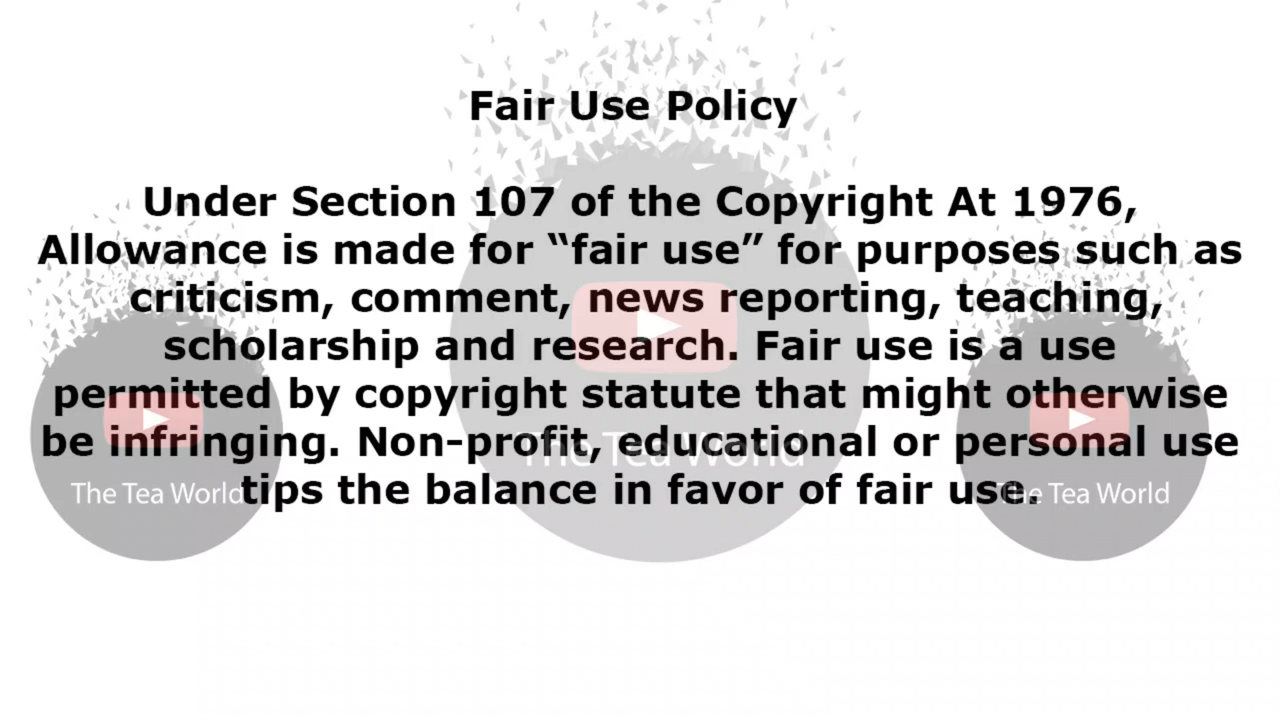 Fair Use Policy
Under Section 107 of the Copyright At 1976,
Allowance is made for “fair use” for purposes such as
criticism, comment, news reporting, teaching,
scholarship and research. Fair use is a use
permitted by copyright statute that might otherwise
be infringing. Non-profit, educational or personal use
tips the balance in favor of fair use.
The Tea World
The Tea World
The Tea World